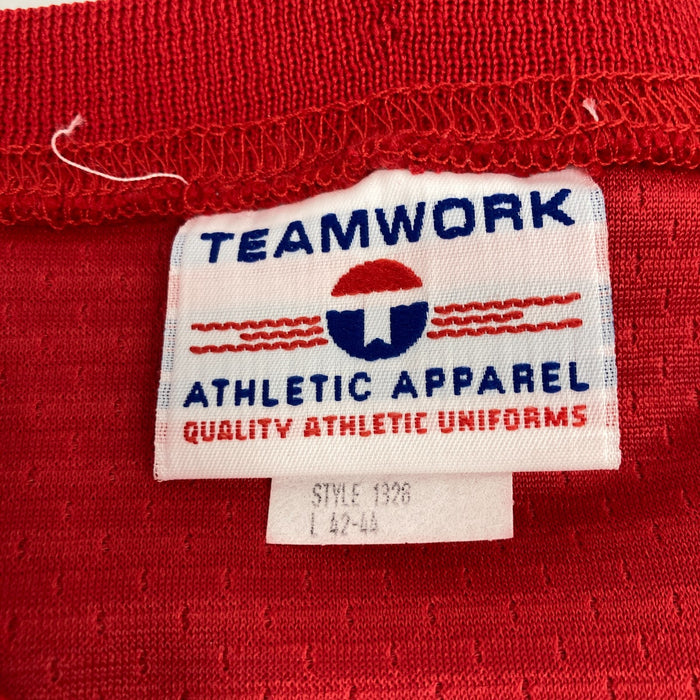 TEAMWORK
ATHLETIC APPAREL
QUALITY ATHLETIC UNIFORMS
STYLE 1328
L 42-44